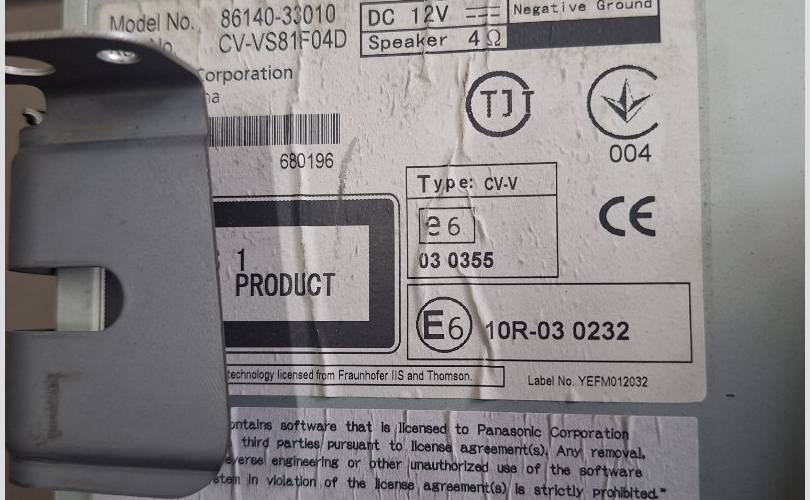 Model No. 86140-33010
No. CV-VS81F04D
DC 12V
Negative Ground
Speaker 4Ω
Corporation
na
680196
TJT
004
Type: CV-V
e6
03 0355
CE
1
PRODUCT
E6 10R-03 0232
technology licensed from Fraunhofer IIS and Thomson.
Label No. YEFM012032
ontains software that is licensed to Panasonic Corporation
third parties pursuant to license agreement(s). Any removal,
everse engineering or other unauthorized use of the software
stem in violation of the license agreement(s) is strictly prohibited."